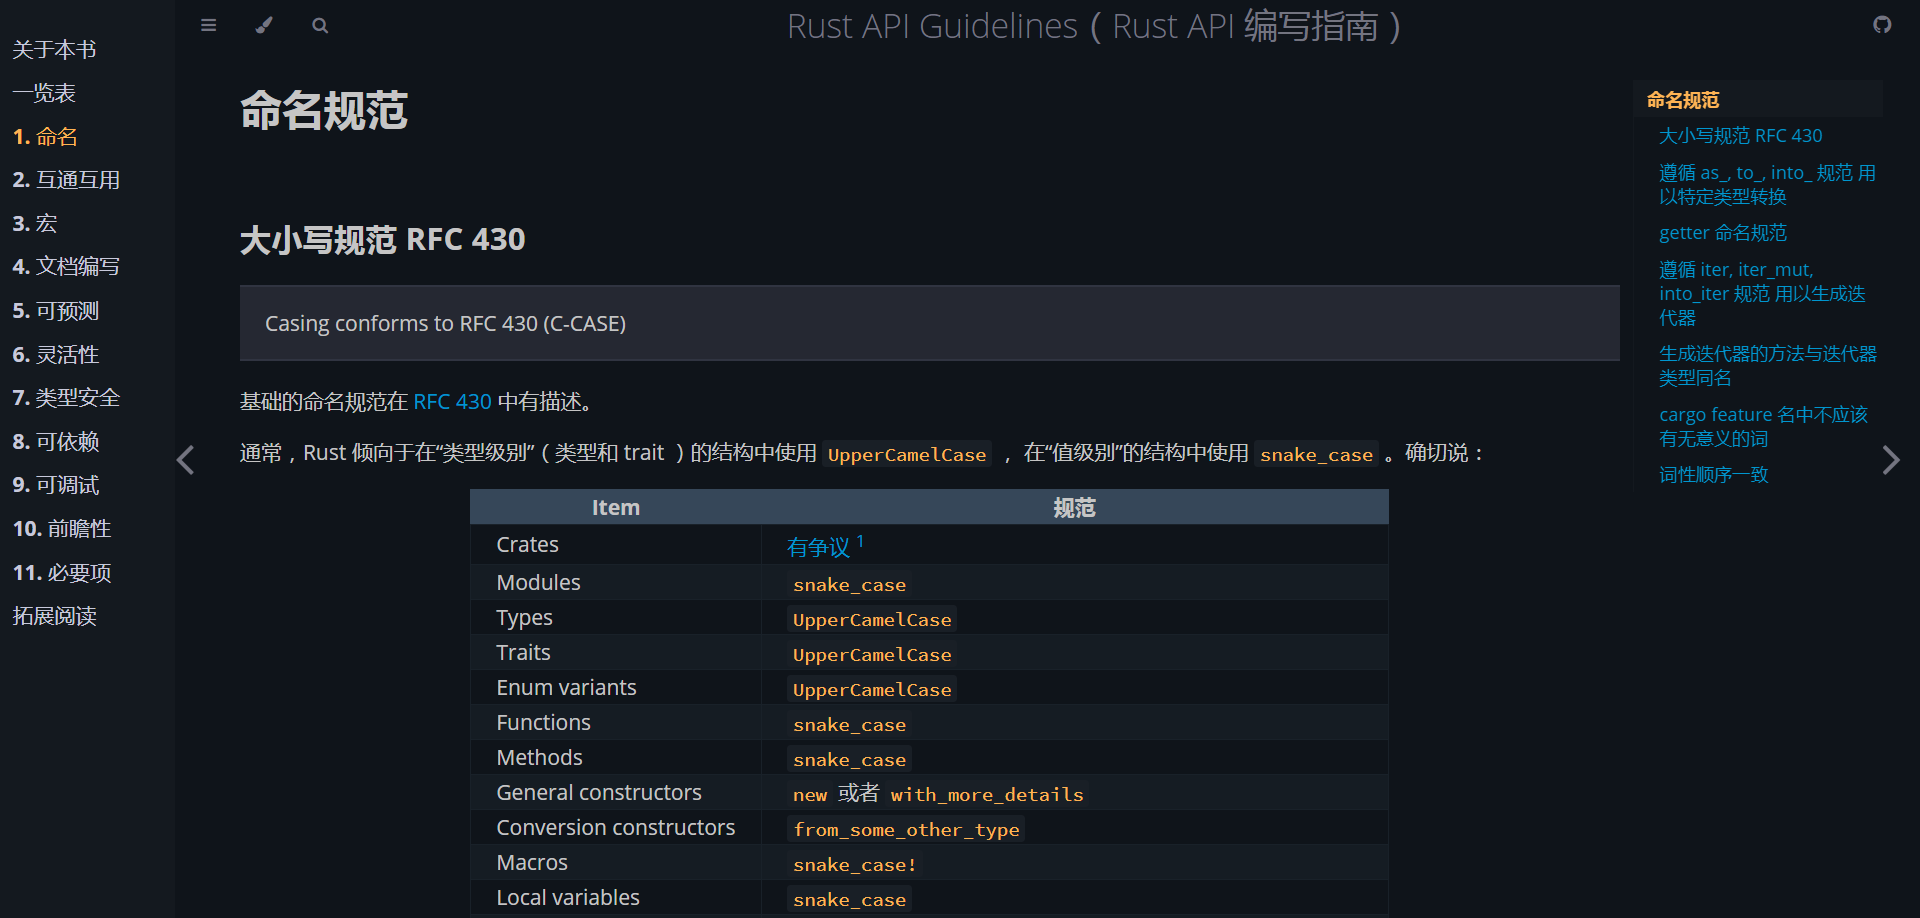 Rust API Guidelines（Rust API 编写指南）
关于本书
一览表
1. 命名
2. 互通互用
3. 宏
4. 文档编写
5. 可预测
6. 灵活性
7. 类型安全
8. 可依赖
9. 可调试
10. 前瞻性
11. 必要项
拓展阅读
命名规范
大小写规范 RFC 430
Casing conforms to RFC 430 (C-CASE)
基础的命名规范在 RFC 430 中有描述。
通常，Rust 倾向于在“类型级别”（类型和 trait ）的结构中使用 UpperCamelCase ，在“值级别”的结构中使用 snake_case 。确切说：
Item 规范
Crates 有争议 1
Modules snake_case
Types UpperCamelCase
Traits UpperCamelCase
Enum variants UpperCamelCase
Functions snake_case
Methods snake_case
General constructors new 或者 with_more_details
Conversion constructors from_some_other_type
Macros snake_case!
Local variables snake_case
命名规范
大小写规范 RFC 430
遵循 as_, to_, into_ 规范 用
以特定类型转换
getter 命名规范
遵循 iter, iter_mut,
into_iter 规范 用以生成迭
代器
生成迭代器的方法与迭代器
类型同名
cargo feature 名中不应该
有无意义的词
词性顺序一致